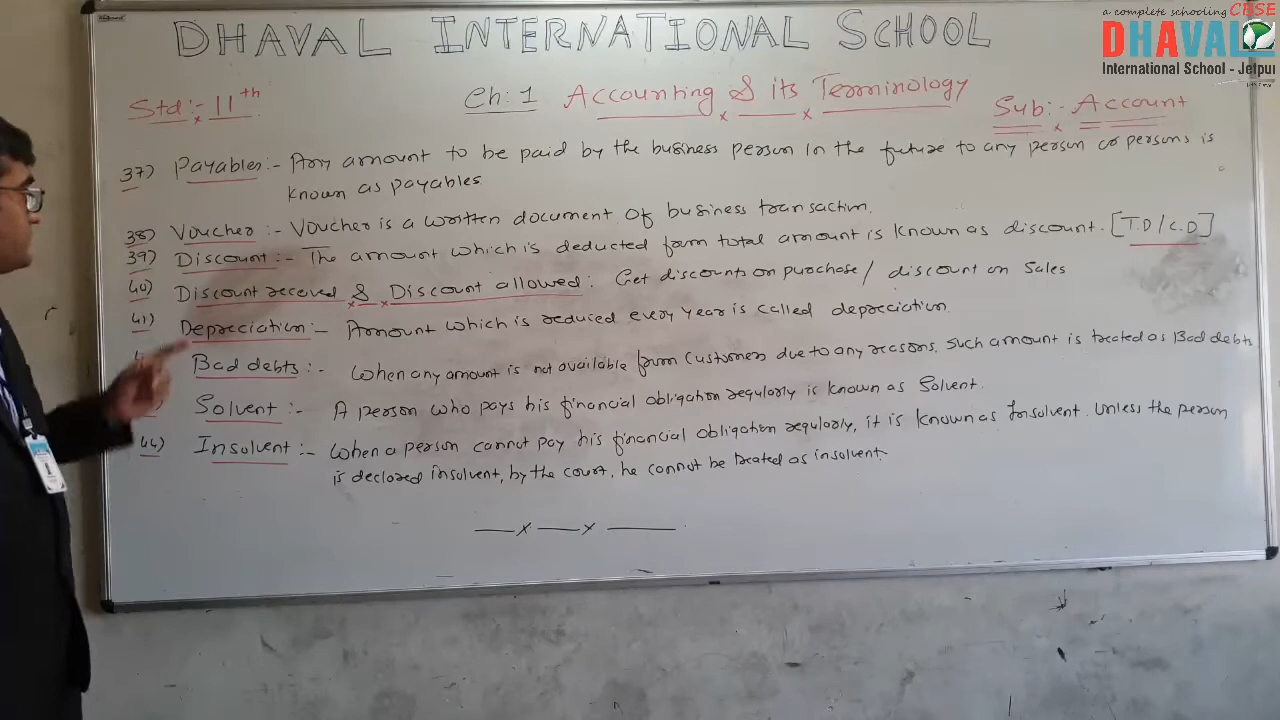 a complete schooling CBSE
DHAVAL
International School - Jetpur
DHAVAL INTERNATIONAL SCHOOL
Std :- 11th
Ch: 1 Accounting & its Terminology
Sub :- Account
37) Payables :- Any amount to be paid by the business person in the future to any person or persons is
known as payables.
38) Voucher :- Voucher is a written document of business transaction.
39) Discount :- The amount which is deducted form total amount is known as discount. [T.D / C.D]
40) Discount received & Discount allowed : Get discounts on purchase / discount on sales
41) Depreciation :- Amount which is reduced every year is called depreciation.
Bad debts :- When any amount is not available form Customers due to any reasons, such amount is treated as Bad debts
Solvent :- A person who pays his financial obligation regularly is known as Solvent.
44) Insolvent :- When a person cannot pay his financial obligation regularly, it is known as Insolvent. Unless the person
is declared insolvent, by the court, he cannot be treated as insolvent.